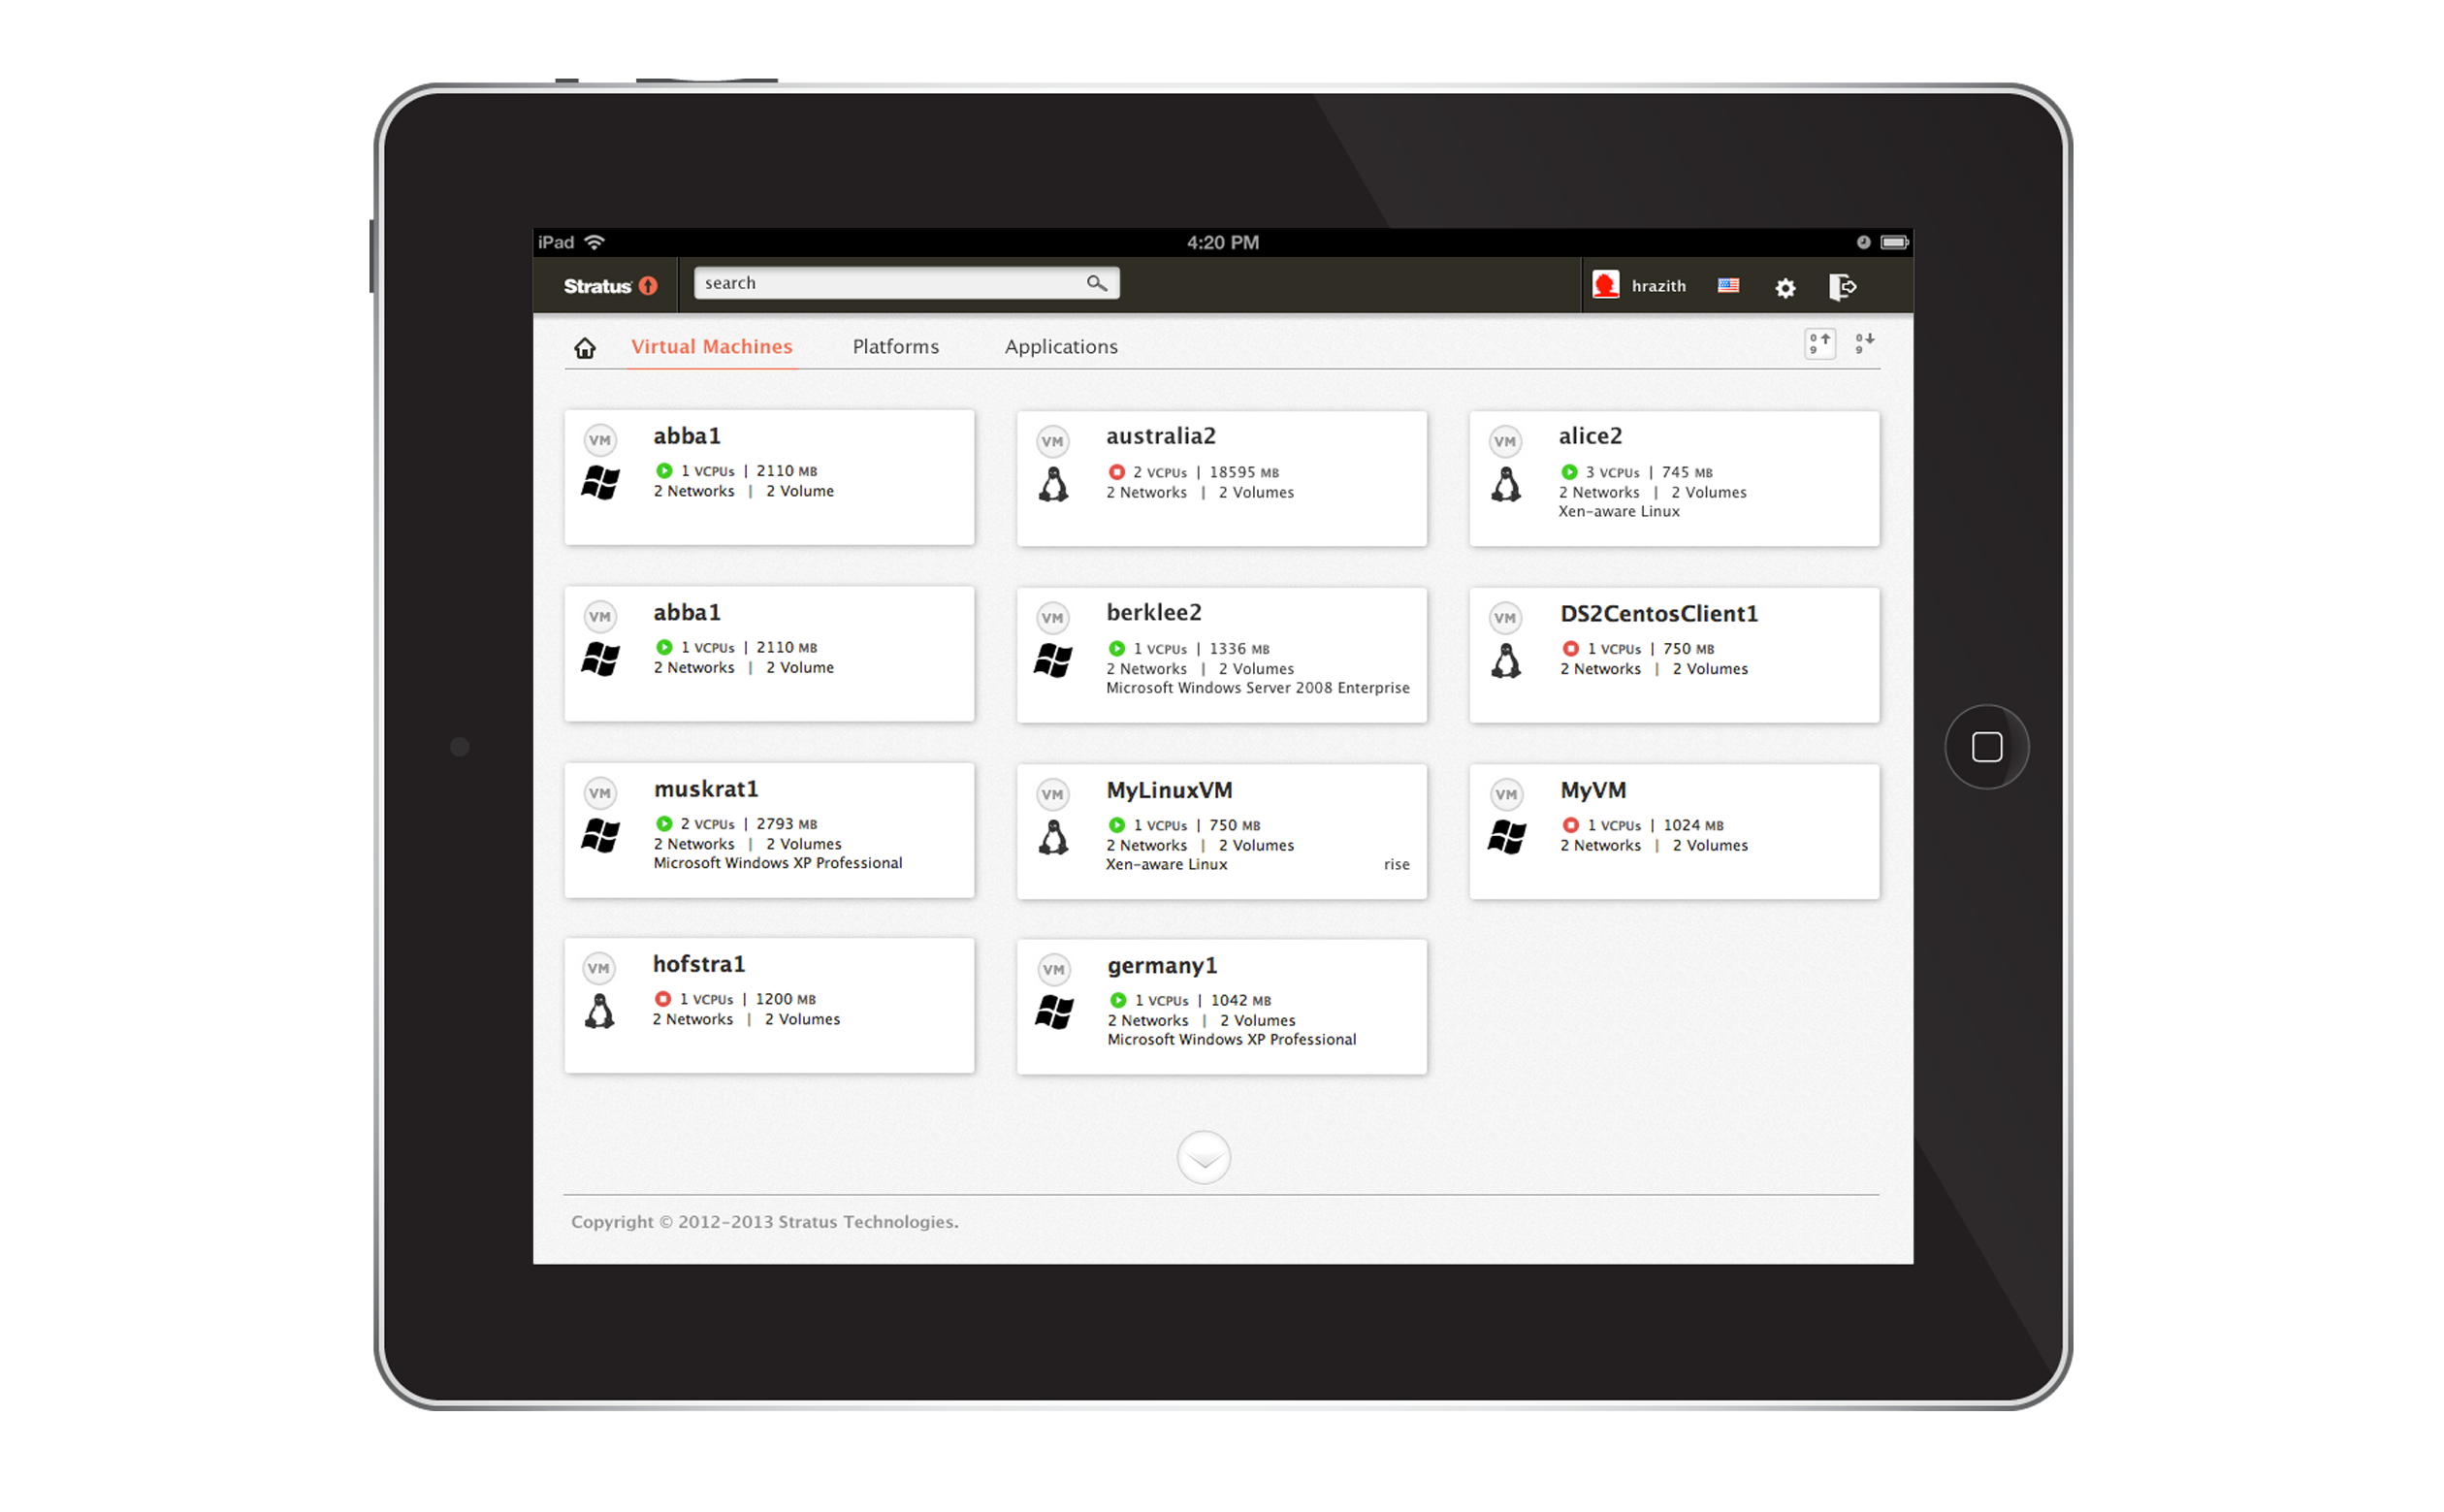 iPad 4:20 PM
Stratus search hrazith
Virtual Machines Platforms Applications
0 9 0 9
VM abba1
1 VCPUs | 2110 MB
2 Networks | 2 Volume
VM australia2
2 VCPUs | 18595 MB
2 Networks | 2 Volumes
VM alice2
3 VCPUs | 745 MB
2 Networks | 2 Volumes
Xen-aware Linux
VM abba1
1 VCPUs | 2110 MB
2 Networks | 2 Volume
VM berklee2
1 VCPUs | 1336 MB
2 Networks | 2 Volumes
Microsoft Windows Server 2008 Enterprise
VM DS2CentosClient1
1 VCPUs | 750 MB
2 Networks | 2 Volumes
VM muskrat1
2 VCPUs | 2793 MB
2 Networks | 2 Volumes
Microsoft Windows XP Professional
VM MyLinuxVM
1 VCPUs | 750 MB
2 Networks | 2 Volumes
Xen-aware Linux rise
VM MyVM
1 VCPUs | 1024 MB
2 Networks | 2 Volumes
VM hofstra1
1 VCPUs | 1200 MB
2 Networks | 2 Volumes
VM germany1
1 VCPUs | 1042 MB
2 Networks | 2 Volumes
Microsoft Windows XP Professional
Copyright © 2012-2013 Stratus Technologies.